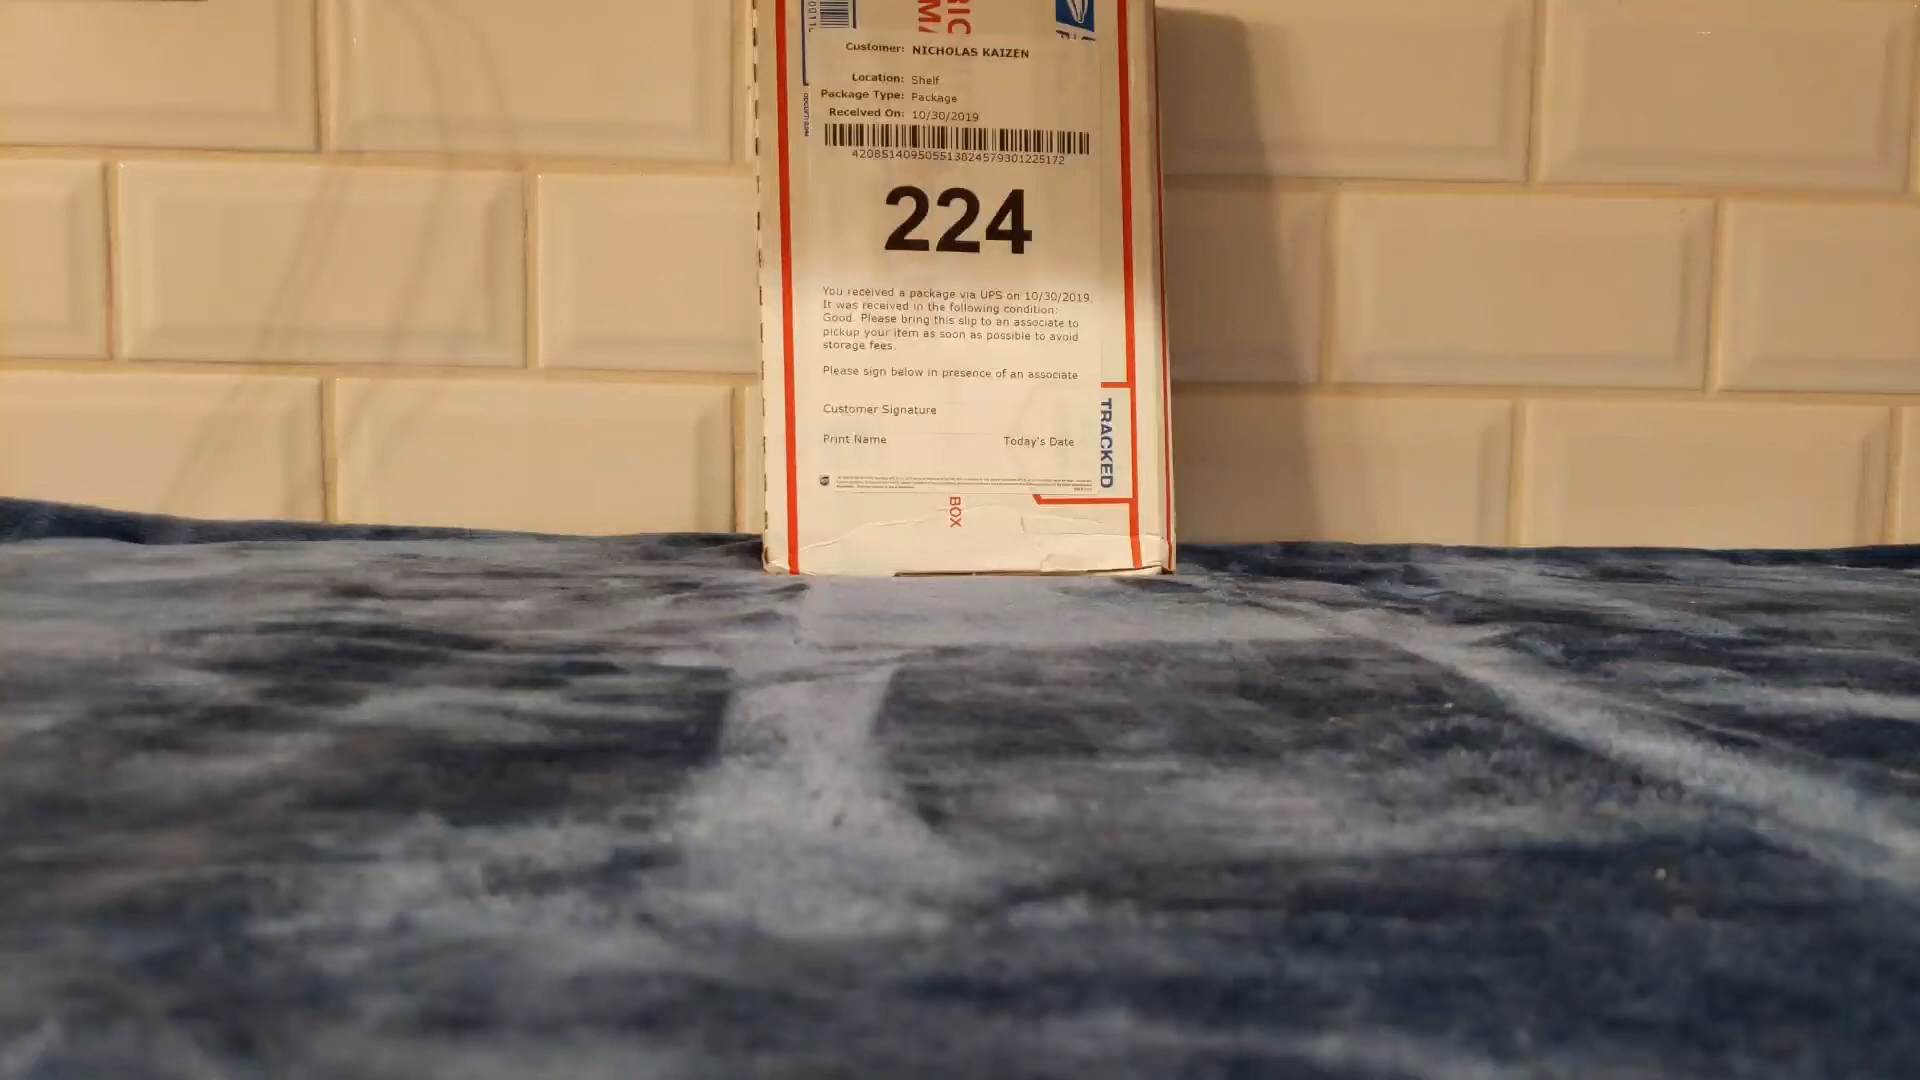 RIC
MA
Customer: NICHOLAS KAIZEN
Location: Shelf
Package Type: Package
Received On: 10/30/2019
420851409505513824579301225172
224
You received a package via UPS on 10/30/2019.
It was received in the following condition:
Good. Please bring this slip to an associate to
pickup your item as soon as possible to avoid
storage fees.
Please sign below in presence of an associate
Customer Signature
Print Name Today's Date
TRACKED
BOX